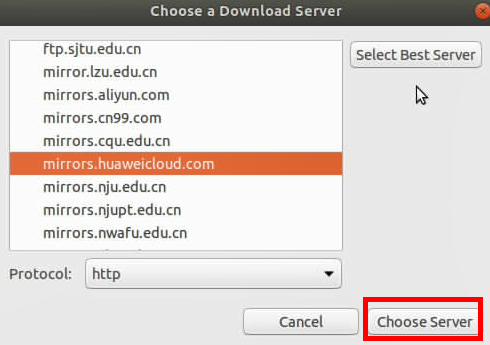 Choose a Download Server
ftp.sjtu.edu.cn
Select Best Server
mirror.lzu.edu.cn
mirrors.aliyun.com
mirrors.cn99.com
mirrors.cqu.edu.cn
mirrors.huaweicloud.com
mirrors.nju.edu.cn
mirrors.njupt.edu.cn
mirrors.nwafu.edu.cn
Protocol: http
Cancel Choose Server